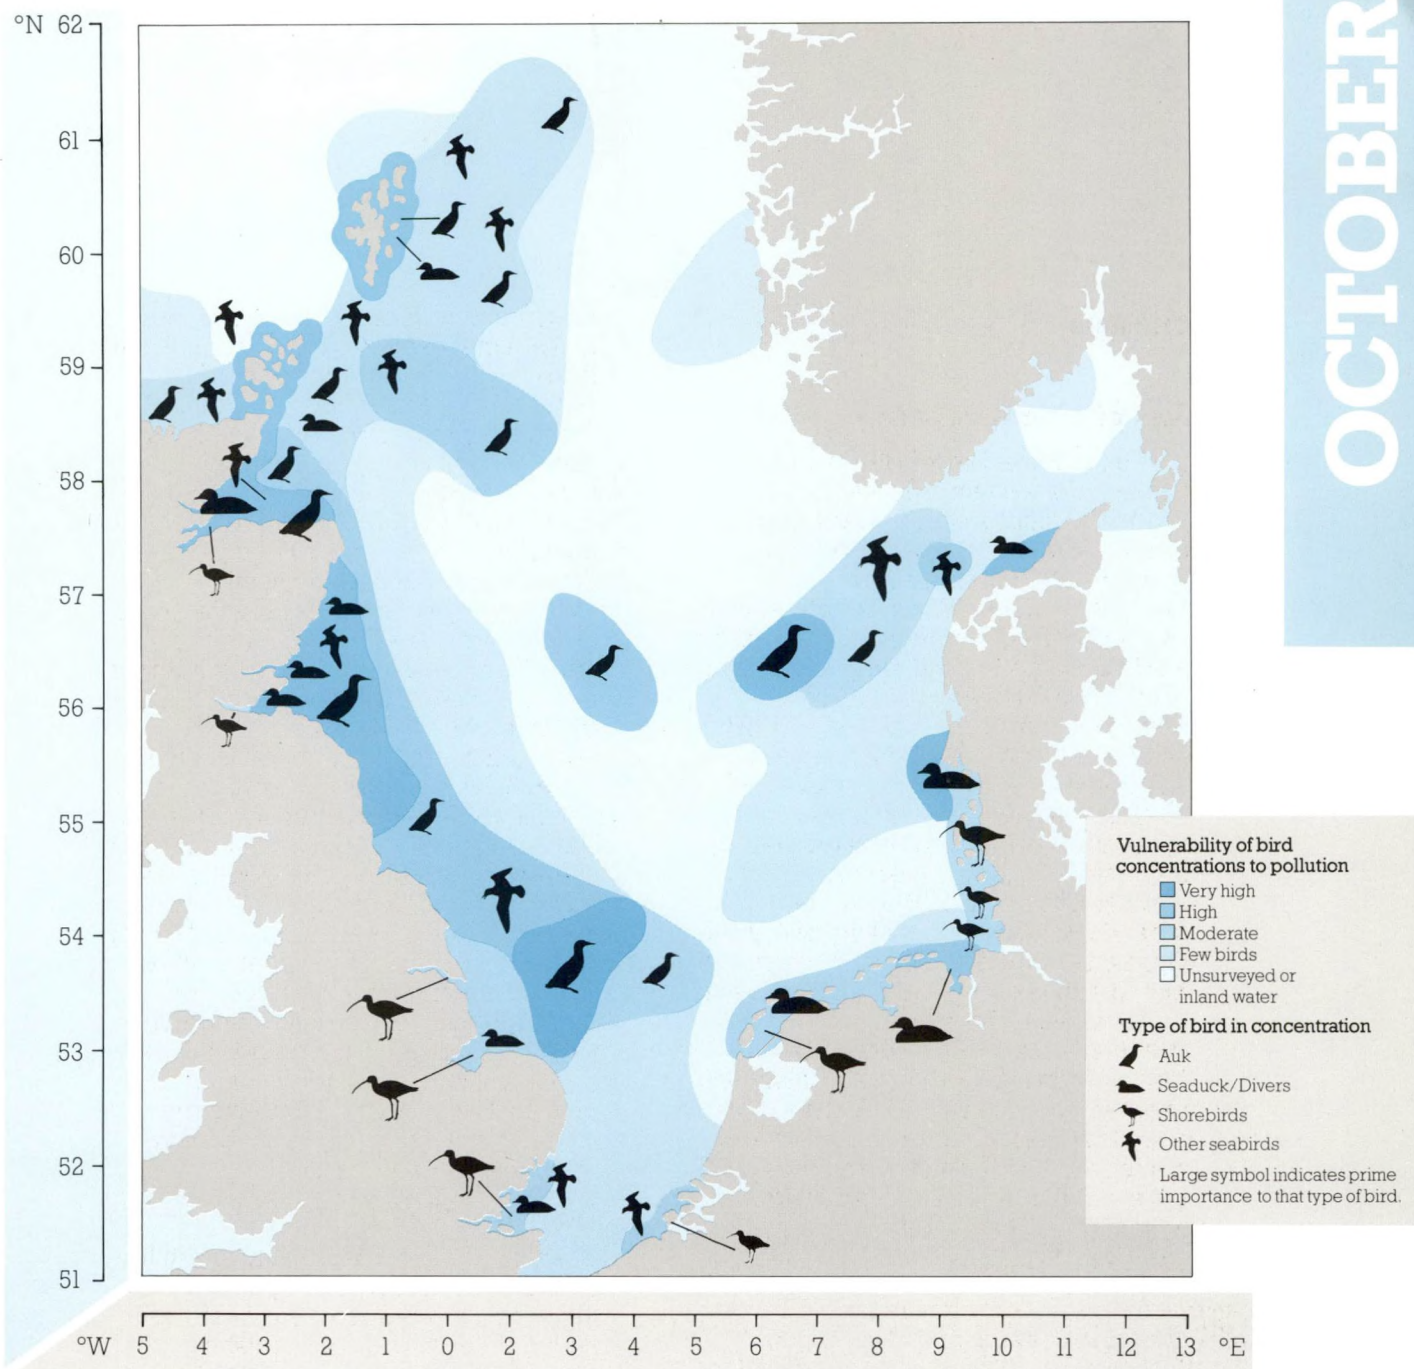 °N 62
61
60
59
58
57
56
55
54
53
52
51
OCTOBER
Vulnerability of bird
concentrations to pollution
Very high
High
Moderate
Few birds
Unsurveyed or
inland water
Type of bird in concentration
Auk
Seaduck/Divers
Shorebirds
Other seabirds
Large symbol indicates prime
importance to that type of bird.
°W 5 4 3 2 1 0 2 3 4 5 6 7 8 9 10 11 12 13 °E